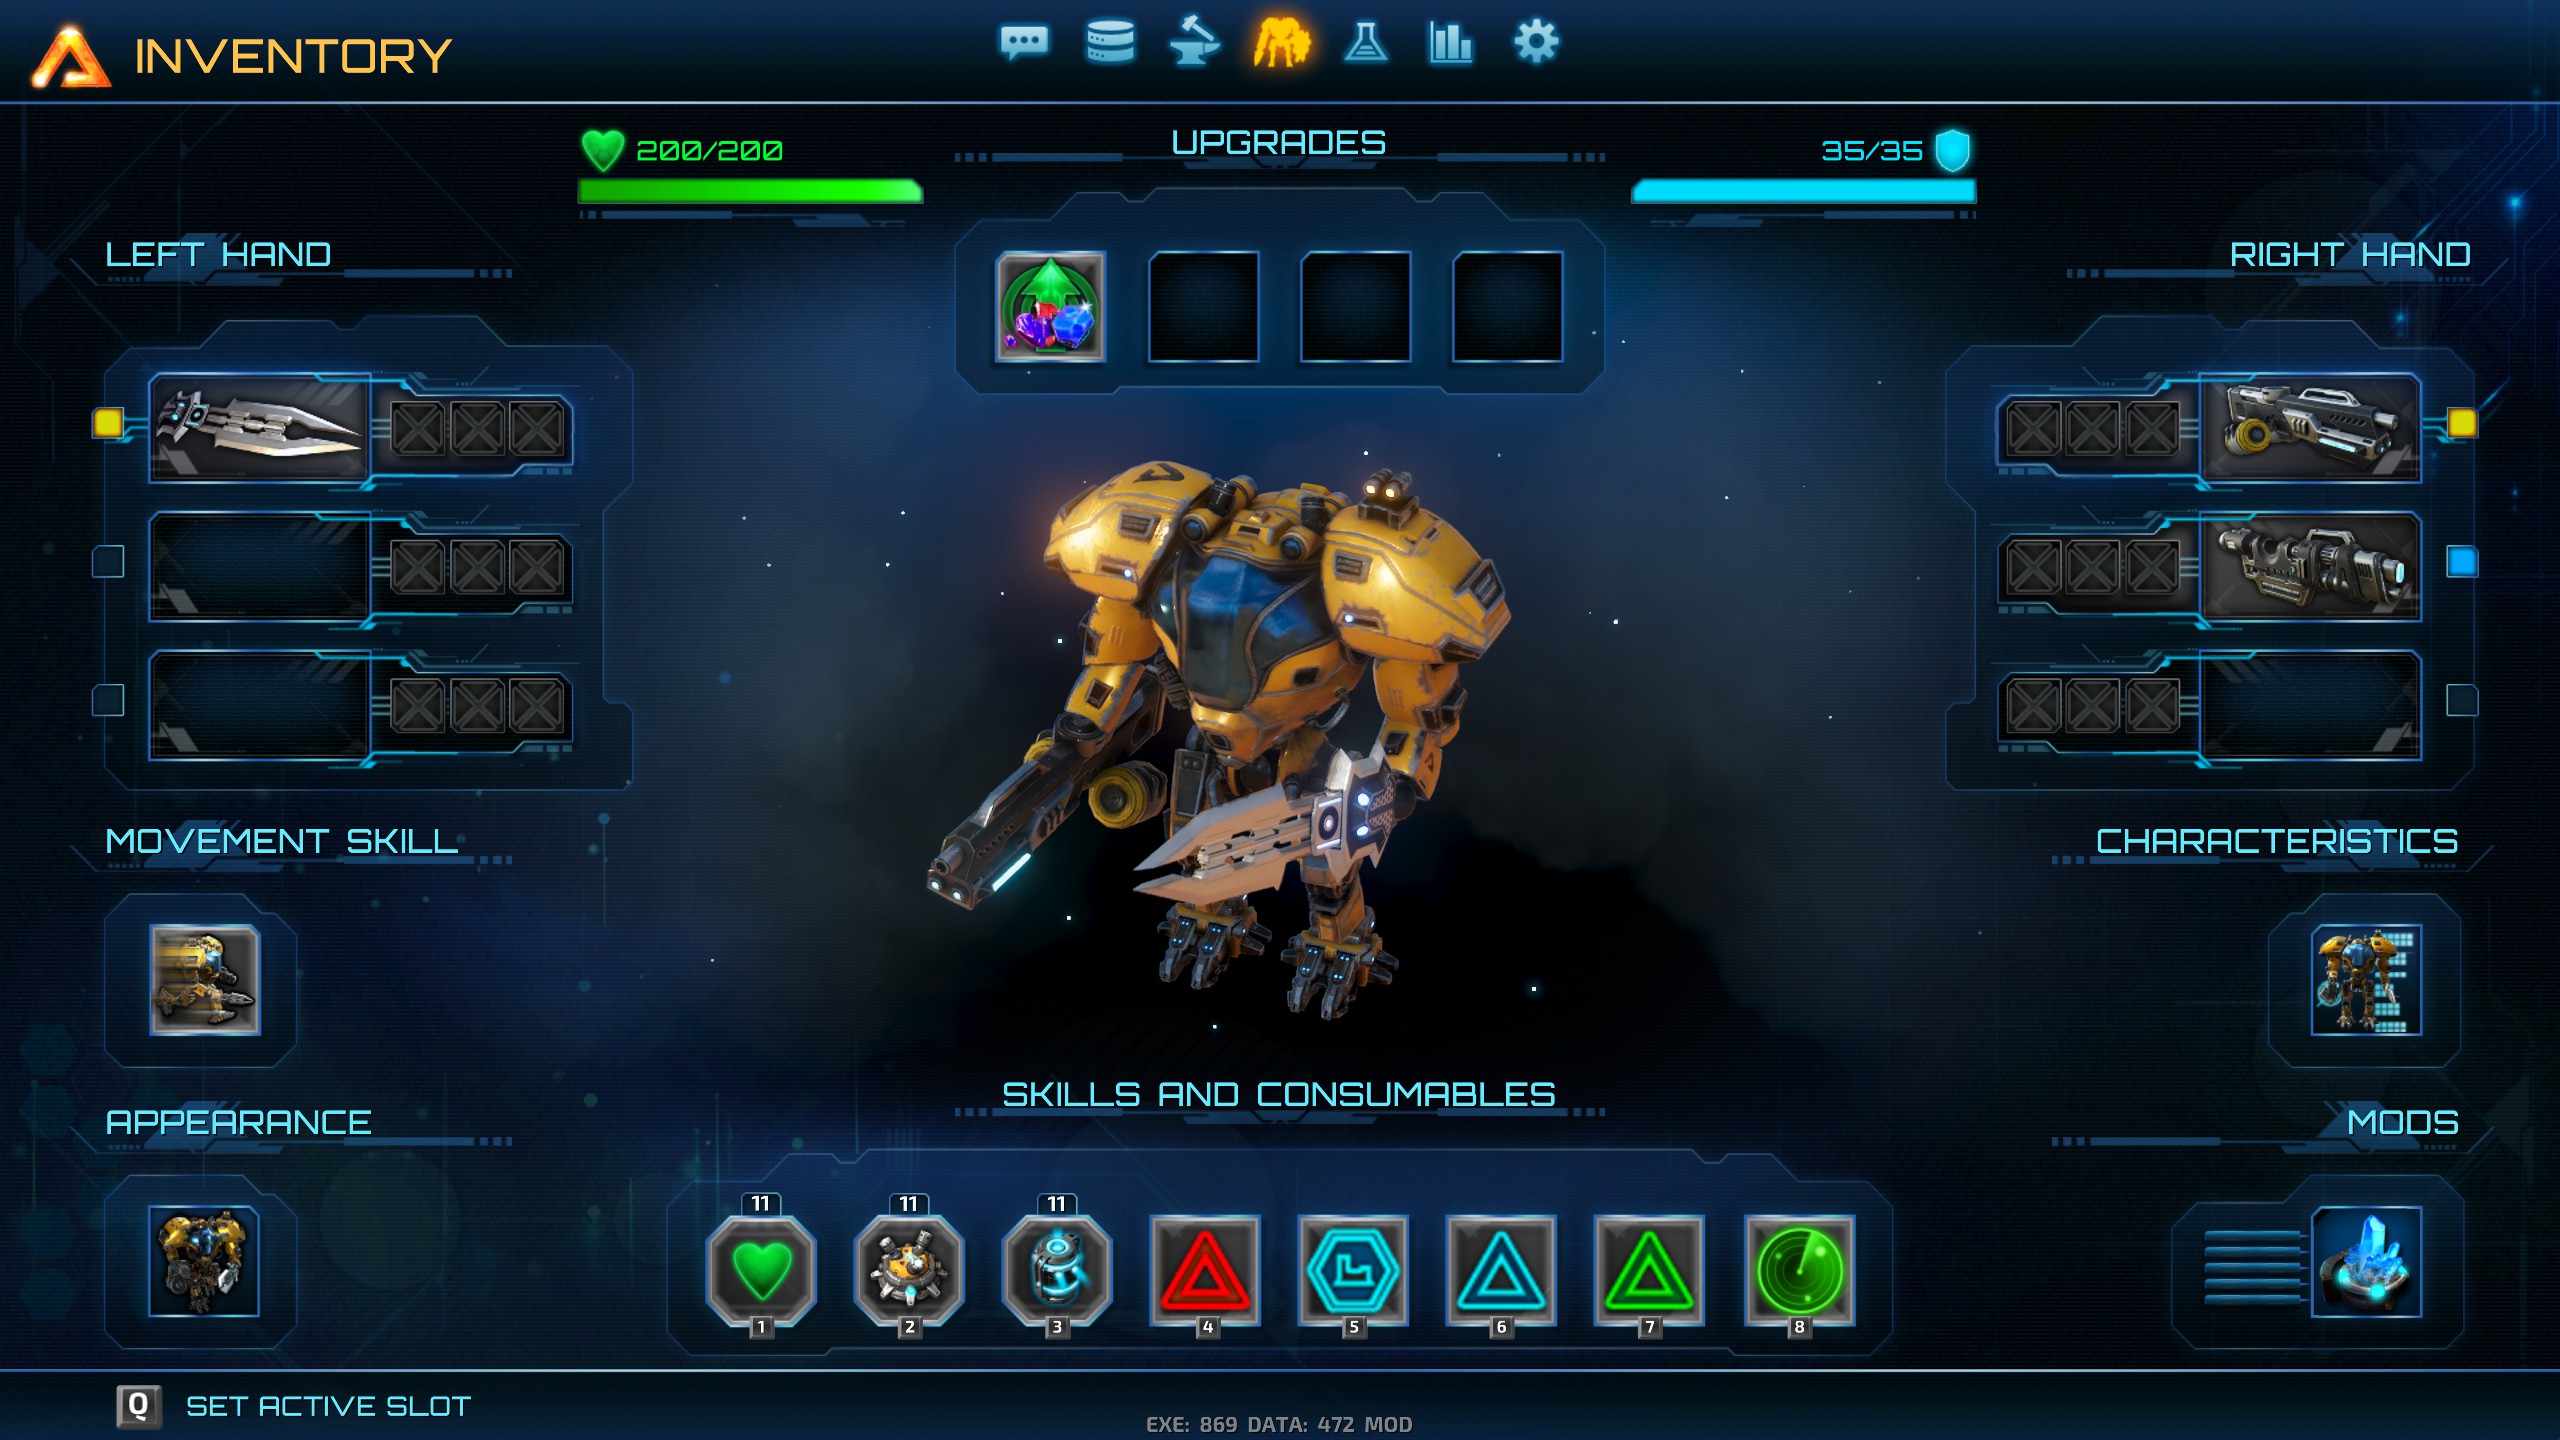 INVENTORY
200/200
UPGRADES
35/35
LEFT HAND
RIGHT HAND
MOVEMENT SKILL
CHARACTERISTICS
SKILLS AND CONSUMABLES
APPEARANCE
MODS
11 11 11
1 2 3 4 5 6 7 8
Q SET ACTIVE SLOT
EXE: 869 DATA: 472 MOD